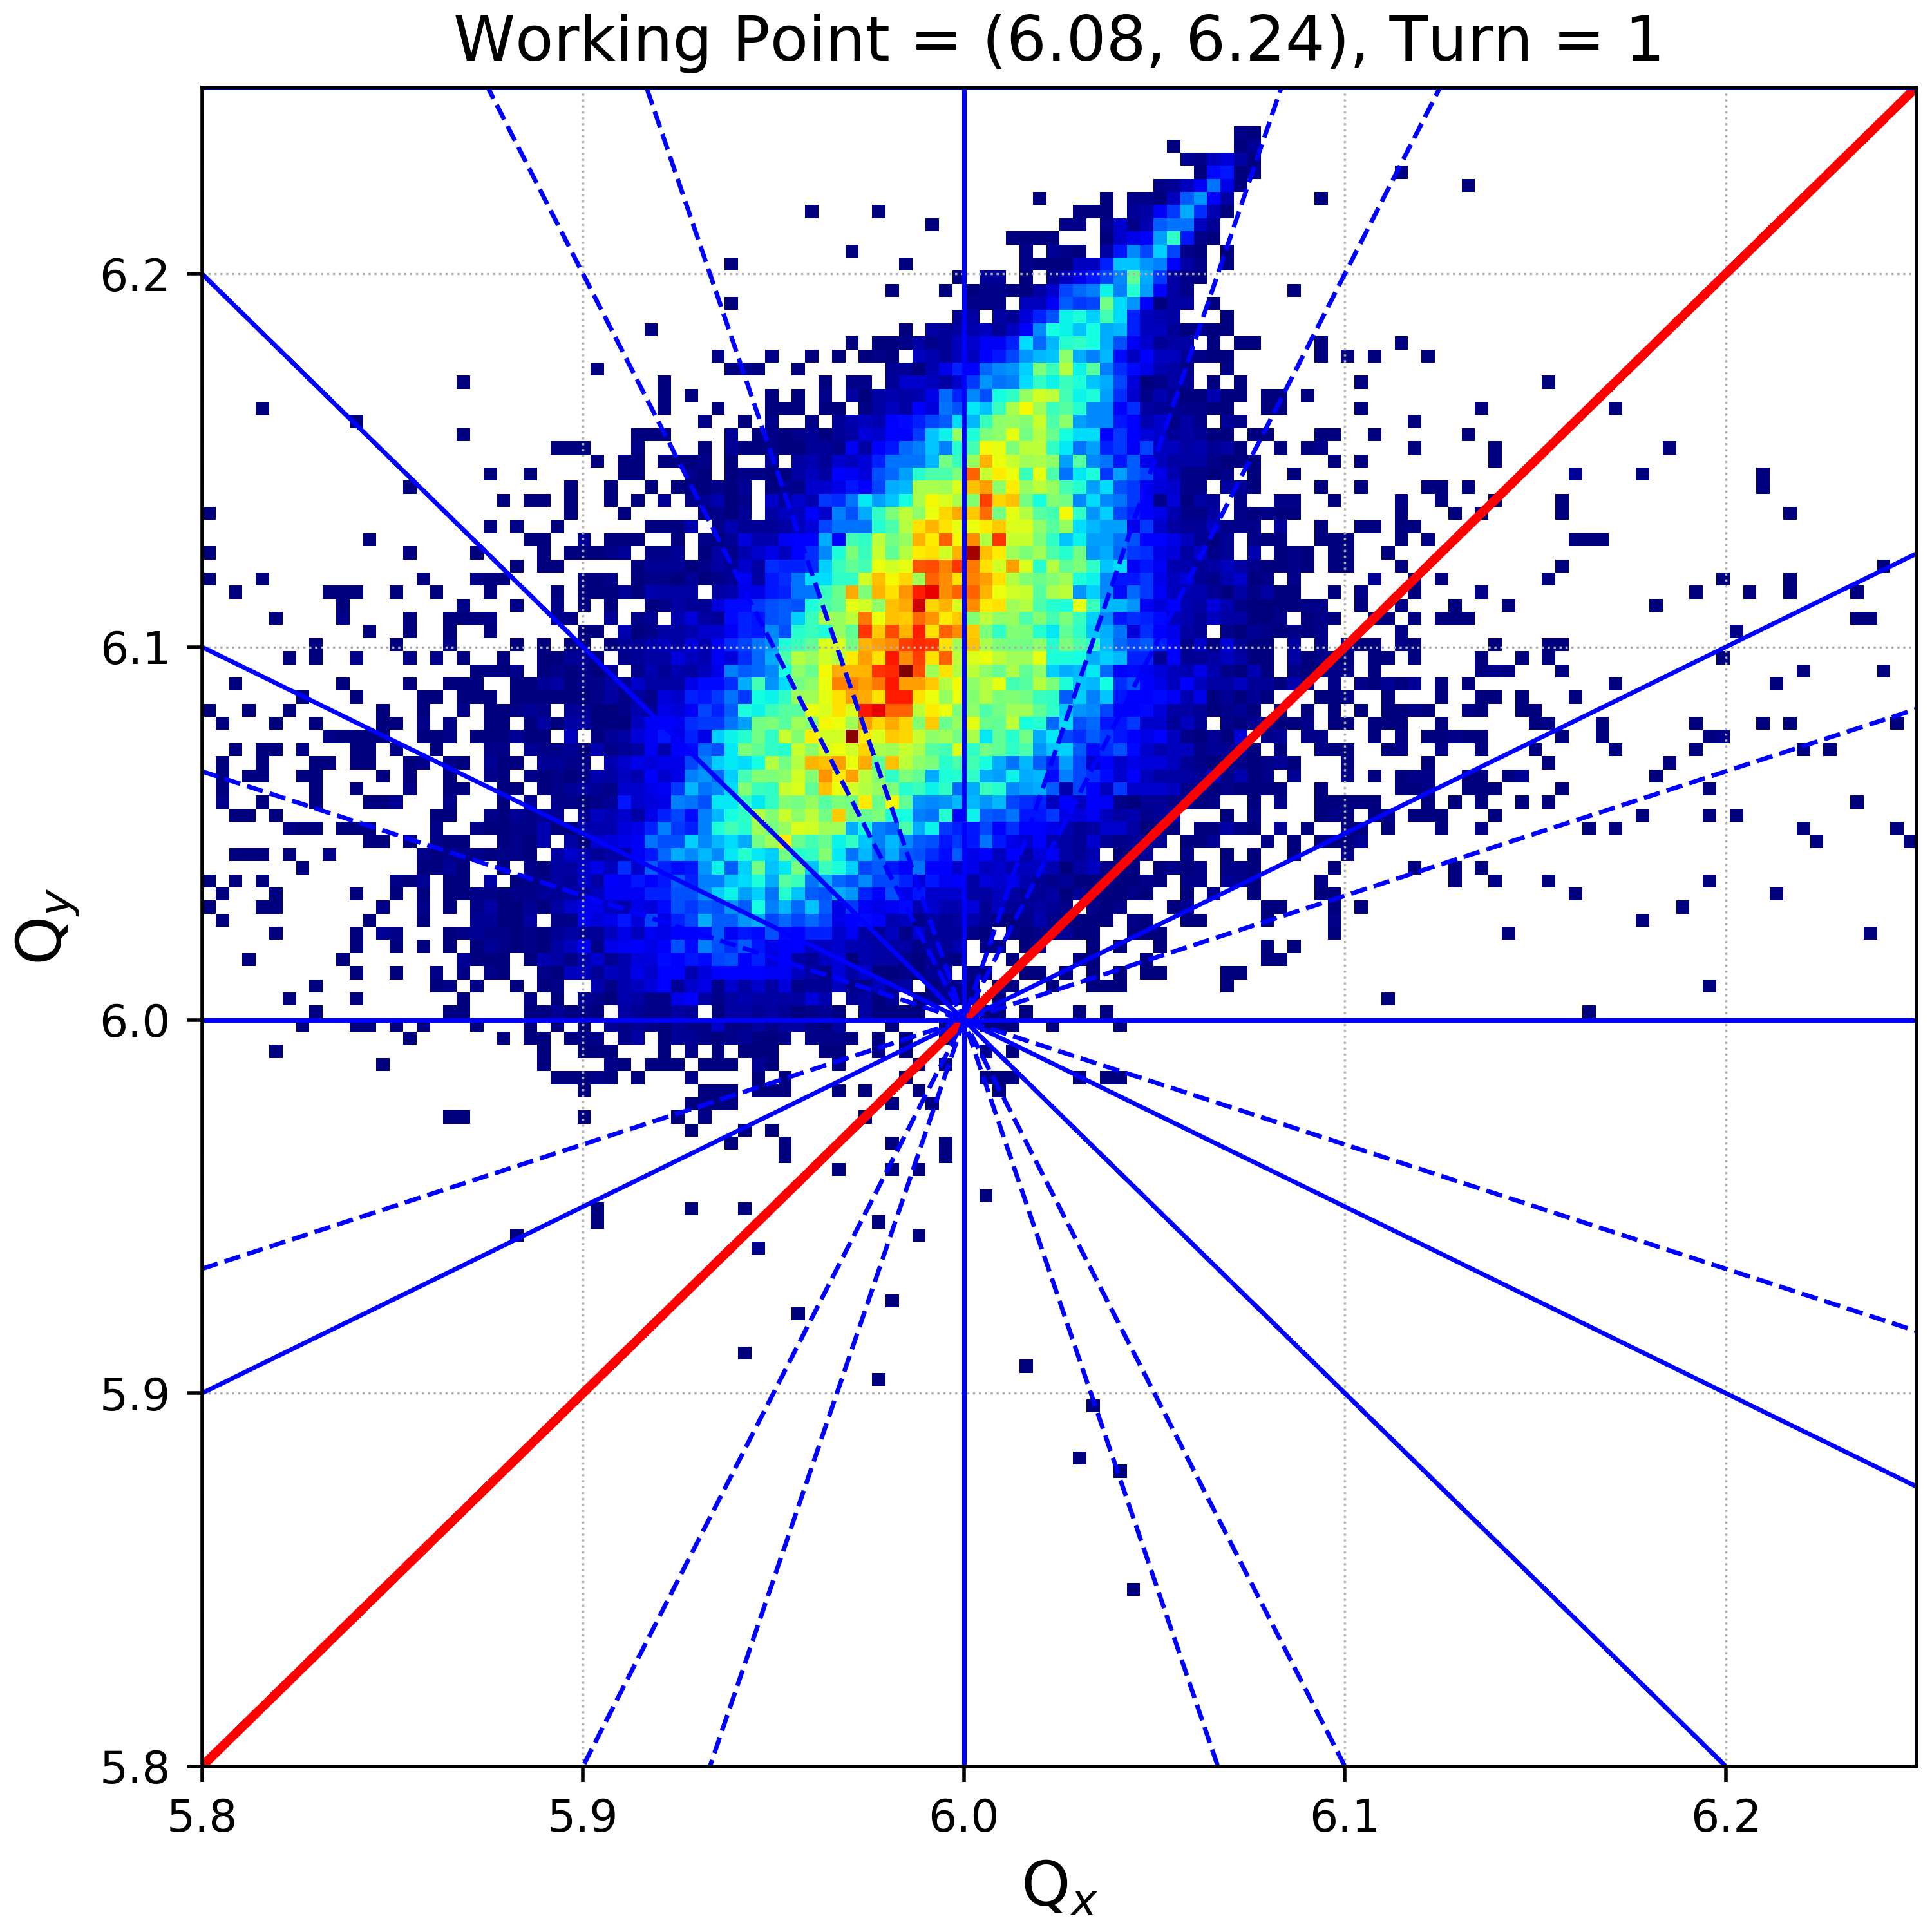 Working Point = (6.08, 6.24), Turn = 1
6.2
6.1
6.0
5.9
5.8
Qy
5.8 5.9 6.0 6.1 6.2
Qx